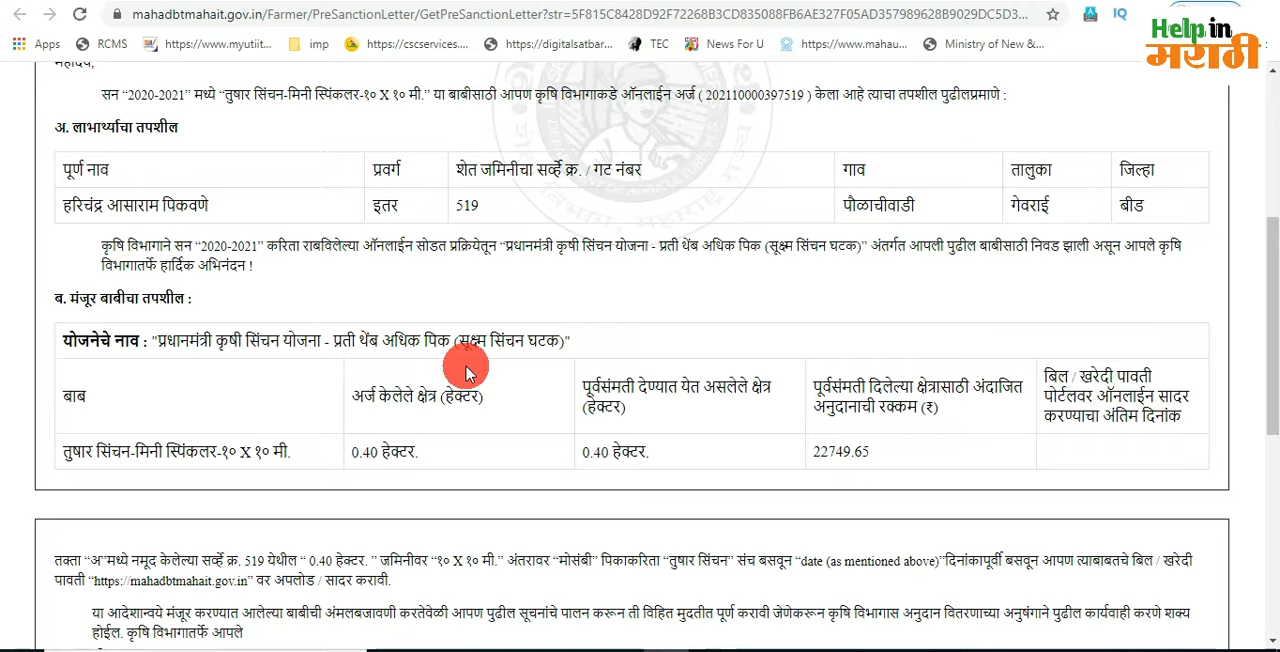 mahadbtmahait.gov.in/Farmer/PreSanctionLetter/GetPreSanctionLetter?str=5F815C8428D92F72268B3CD835088FB6AE327F05AD357989628B9029DC5D3...
IQ
Help in
मराठी
Apps RCMS https://www.myutiit... imp https://cscservices.... http://digitalsatbar... TEC News For U https://www.mahau... Ministry of New &...
महोदय,
सन “2020-2021” मध्ये “तुषार सिंचन-मिनी स्पिंकलर-१० X १० मी.” या बाबीसाठी आपण कृषि विभागाकडे ऑनलाईन अर्ज ( 202110000397519 ) केला आहे त्याचा तपशील पुढीलप्रमाणे :
अ. लाभार्थ्याचा तपशील
पूर्ण नाव प्रवर्ग शेत जमिनीचा सर्व्हे क्र. / गट नंबर गाव तालुका जिल्हा
हरिचंद्र आसाराम पिकवणे इतर 519 पौळाचीवाडी गेवराई बीड
कृषि विभागाने सन “2020-2021” करिता राबविलेल्या ऑनलाईन सोडत प्रक्रियेतून “प्रधानमंत्री कृषी सिंचन योजना - प्रती थेंब अधिक पिक (सूक्ष्म सिंचन घटक)” अंतर्गत आपली पुढील बाबीसाठी निवड झाली असून आपले कृषि
विभागातर्फे हार्दिक अभिनंदन !
ब. मंजूर बाबीचा तपशील :
योजनेचे नाव : "प्रधानमंत्री कृषी सिंचन योजना - प्रती थेंब अधिक पिक (सूक्ष्म सिंचन घटक)"
बाब अर्ज केलेले क्षेत्र (हेक्टर) पूर्वसंमती देण्यात येत असलेले क्षेत्र
(हेक्टर) पूर्वसंमती दिलेल्या क्षेत्रासाठी अंदाजित
अनुदानाची रक्कम (₹) बिल / खरेदी पावती
पोर्टलवर ऑनलाईन सादर
करण्याचा अंतिम दिनांक
तुषार सिंचन-मिनी स्पिंकलर-१० X १० मी. 0.40 हेक्टर. 0.40 हेक्टर. 22749.65
तक्ता “अ”मध्ये नमूद केलेल्या सर्व्हे क्र. 519 येथील “ 0.40 हेक्टर. ” जमिनीवर “१० X १० मी.” अंतरावर “मोसंबी” पिकाकरिता “तुषार सिंचन” संच बसवून “date (as mentioned above)”दिनांकापूर्वी बसवून आपण त्याबाबतचे बिल / खरेदी
पावती “https://mahadbtmahait.gov.in” वर अपलोड / सादर करावी.
या आदेशान्वये मंजूर करण्यात आलेल्या बाबीची अंमलबजावणी करतेवेळी आपण पुढील सूचनांचे पालन करून ती विहित मुदतीत पूर्ण करावी जेणेकरून कृषि विभागास अनुदान वितरणाच्या अनुषंगाने पुढील कार्यवाही करणे शक्य
होईल. कृषि विभागातर्फे आपले